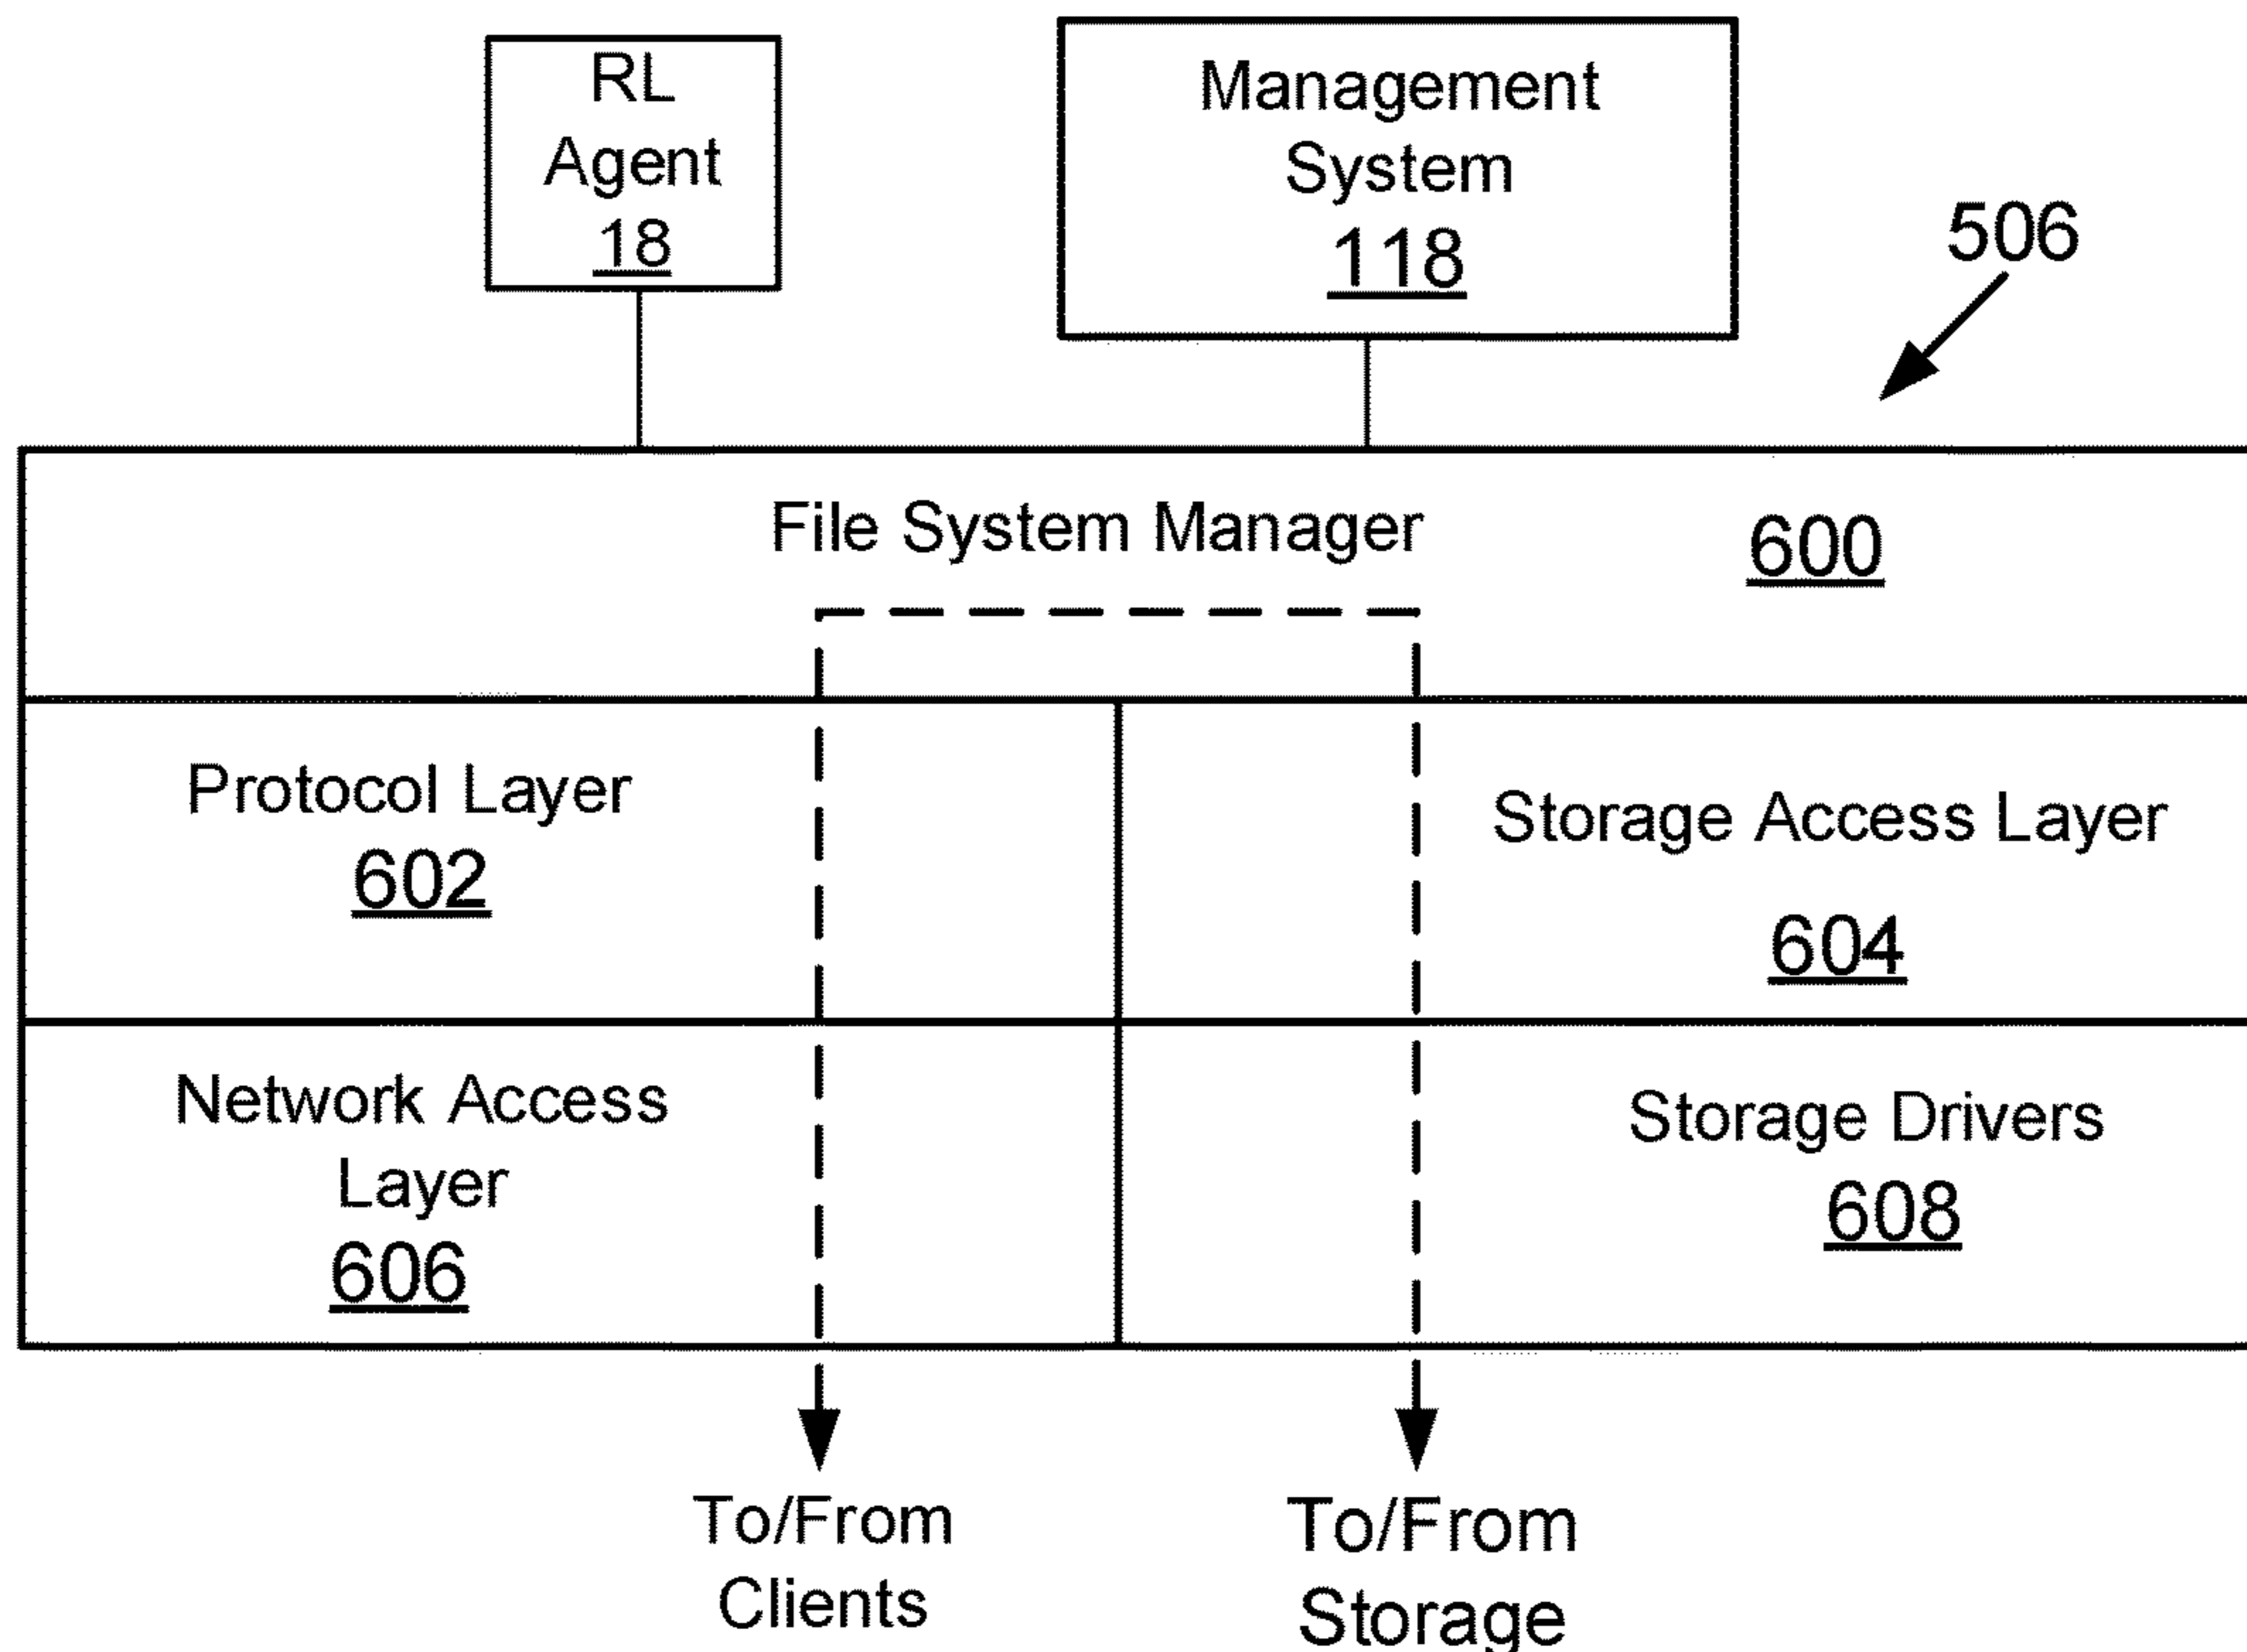 RL
Agent
18
Management
System
118
506
File System Manager
600
Protocol Layer
602
Storage Access Layer
604
Network Access
Layer
606
Storage Drivers
608
To/From
Clients
To/From
Storage